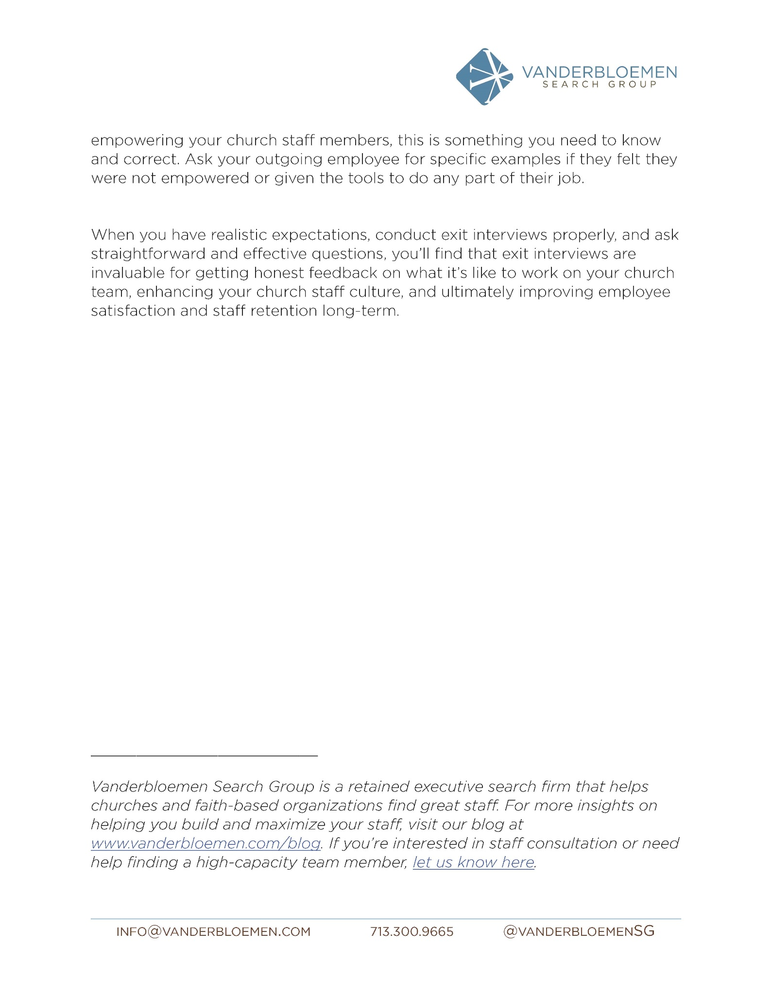 VANDERBLOEMEN
SEARCH GROUP
empowering your church staff members, this is something you need to know
and correct. Ask your outgoing employee for specific examples if they felt they
were not empowered or given the tools to do any part of their job.
When you have realistic expectations, conduct exit interviews properly, and ask
straightforward and effective questions, you’ll find that exit interviews are
invaluable for getting honest feedback on what it’s like to work on your church
team, enhancing your church staff culture, and ultimately improving employee
satisfaction and staff retention long-term.
Vanderbloemen Search Group is a retained executive search firm that helps
churches and faith-based organizations find great staff. For more insights on
helping you build and maximize your staff, visit our blog at
www.vanderbloemen.com/blog. If you’re interested in staff consultation or need
help finding a high-capacity team member, let us know here.
INFO@VANDERBLOEMEN.COM 713.300.9665 @VANDERBLOEMENSG